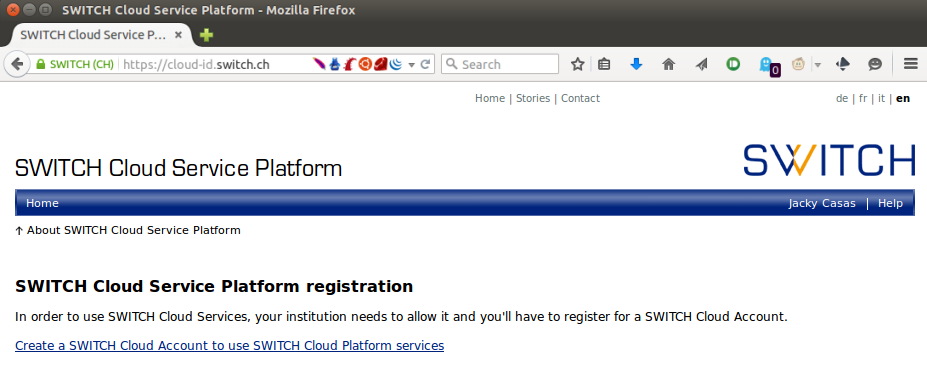 SWITCH Cloud Service Platform - Mozilla Firefox
SWITCH Cloud Service P...
SWITCH (CH) https://cloud-id.switch.ch Search 0
Home | Stories | Contact de | fr | it | en
SWITCH Cloud Service Platform SWITCH
Home Jacky Casas | Help
↑ About SWITCH Cloud Service Platform
SWITCH Cloud Service Platform registration
In order to use SWITCH Cloud Services, your institution needs to allow it and you'll have to register for a SWITCH Cloud Account.
Create a SWITCH Cloud Account to use SWITCH Cloud Platform services